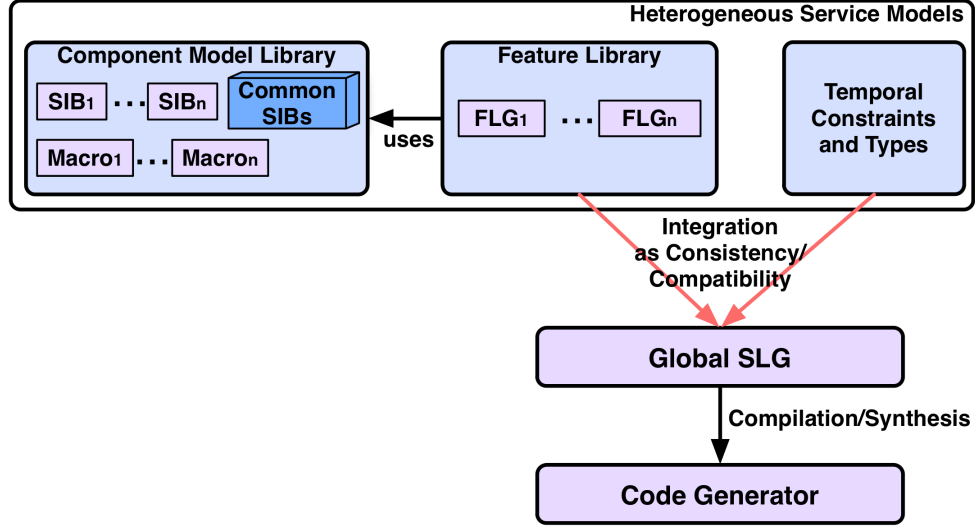 Heterogeneous Service Models
Component Model Library
SIB1 ... SIBn
Common
SIBs
Macro1 ... Macron
uses
Feature Library
FLG1 ... FLGn
Temporal
Constraints
and Types
Integration
as Consistency/
Compatibility
Global SLG
Compilation/Synthesis
Code Generator